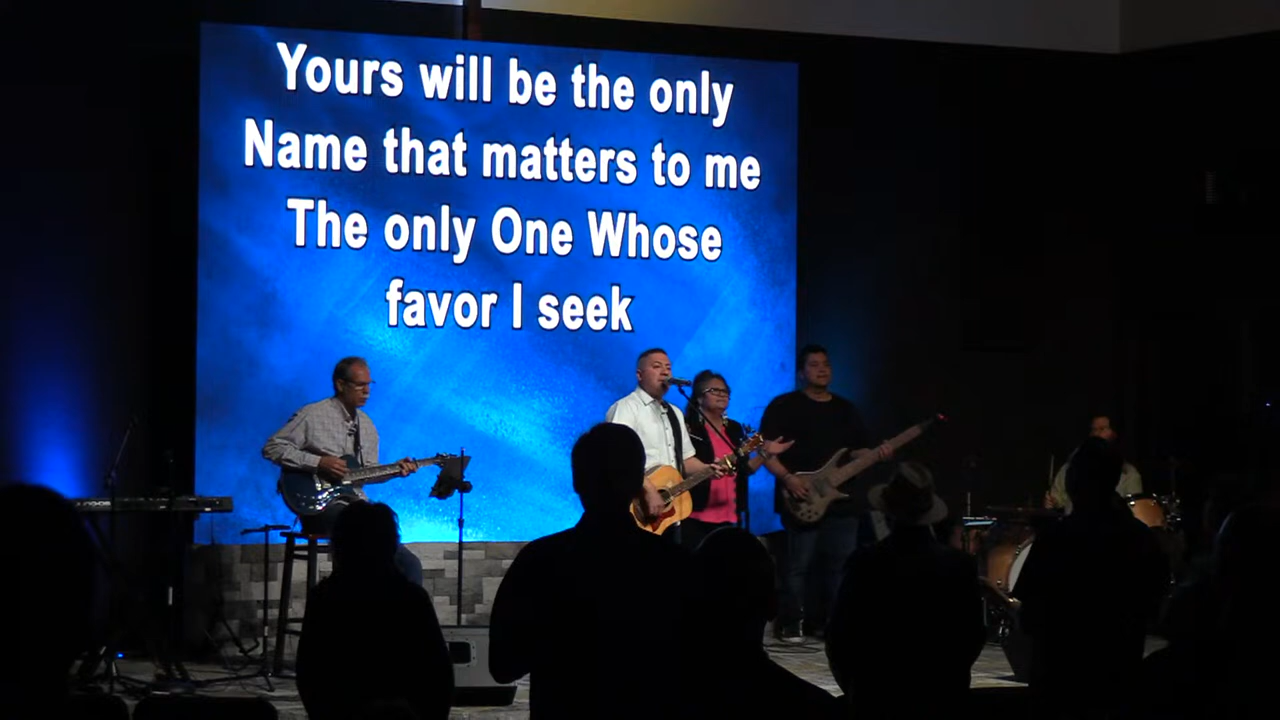 Yours will be the only
Name that matters to me
The only One Whose
favor I seek